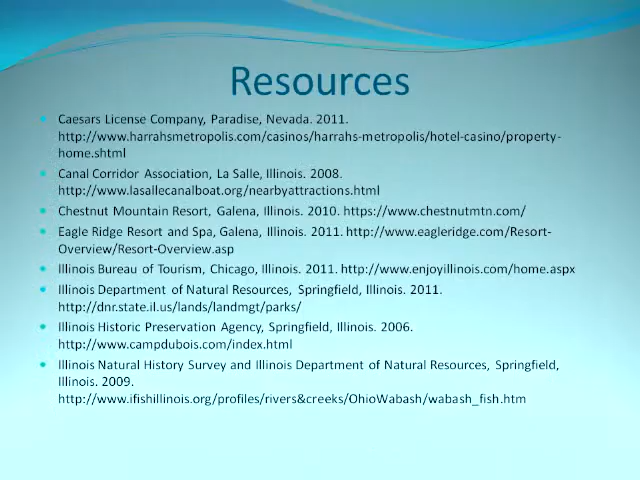 Resources
Caesars License Company, Paradise, Nevada. 2011.
http://www.harrahsmetropolis.com/casinos/harrahs-metropolis/hotel-casino/property-
home.shtml
Canal Corridor Association, La Salle, Illinois. 2008.
http://www.lasallecanalboat.org/nearbyattractions.html
Chestnut Mountain Resort, Galena, Illinois. 2010. https://www.chestnutmtn.com/
Eagle Ridge Resort and Spa, Galena, Illinois. 2011. http://www.eagleridge.com/Resort-
Overview/Resort-Overview.asp
Illinois Bureau of Tourism, Chicago, Illinois. 2011. http://www.enjoyillinois.com/home.aspx
Illinois Department of Natural Resources, Springfield, Illinois. 2011.
http://dnr.state.il.us/lands/landmgt/parks/
Illinois Historic Preservation Agency, Springfield, Illinois. 2006.
http://www.campdubois.com/index.html
Illinois Natural History Survey and Illinois Department of Natural Resources, Springfield,
Illinois. 2009.
http://www.ifishillinois.org/profiles/rivers&creeks/OhioWabash/wabash_fish.htm